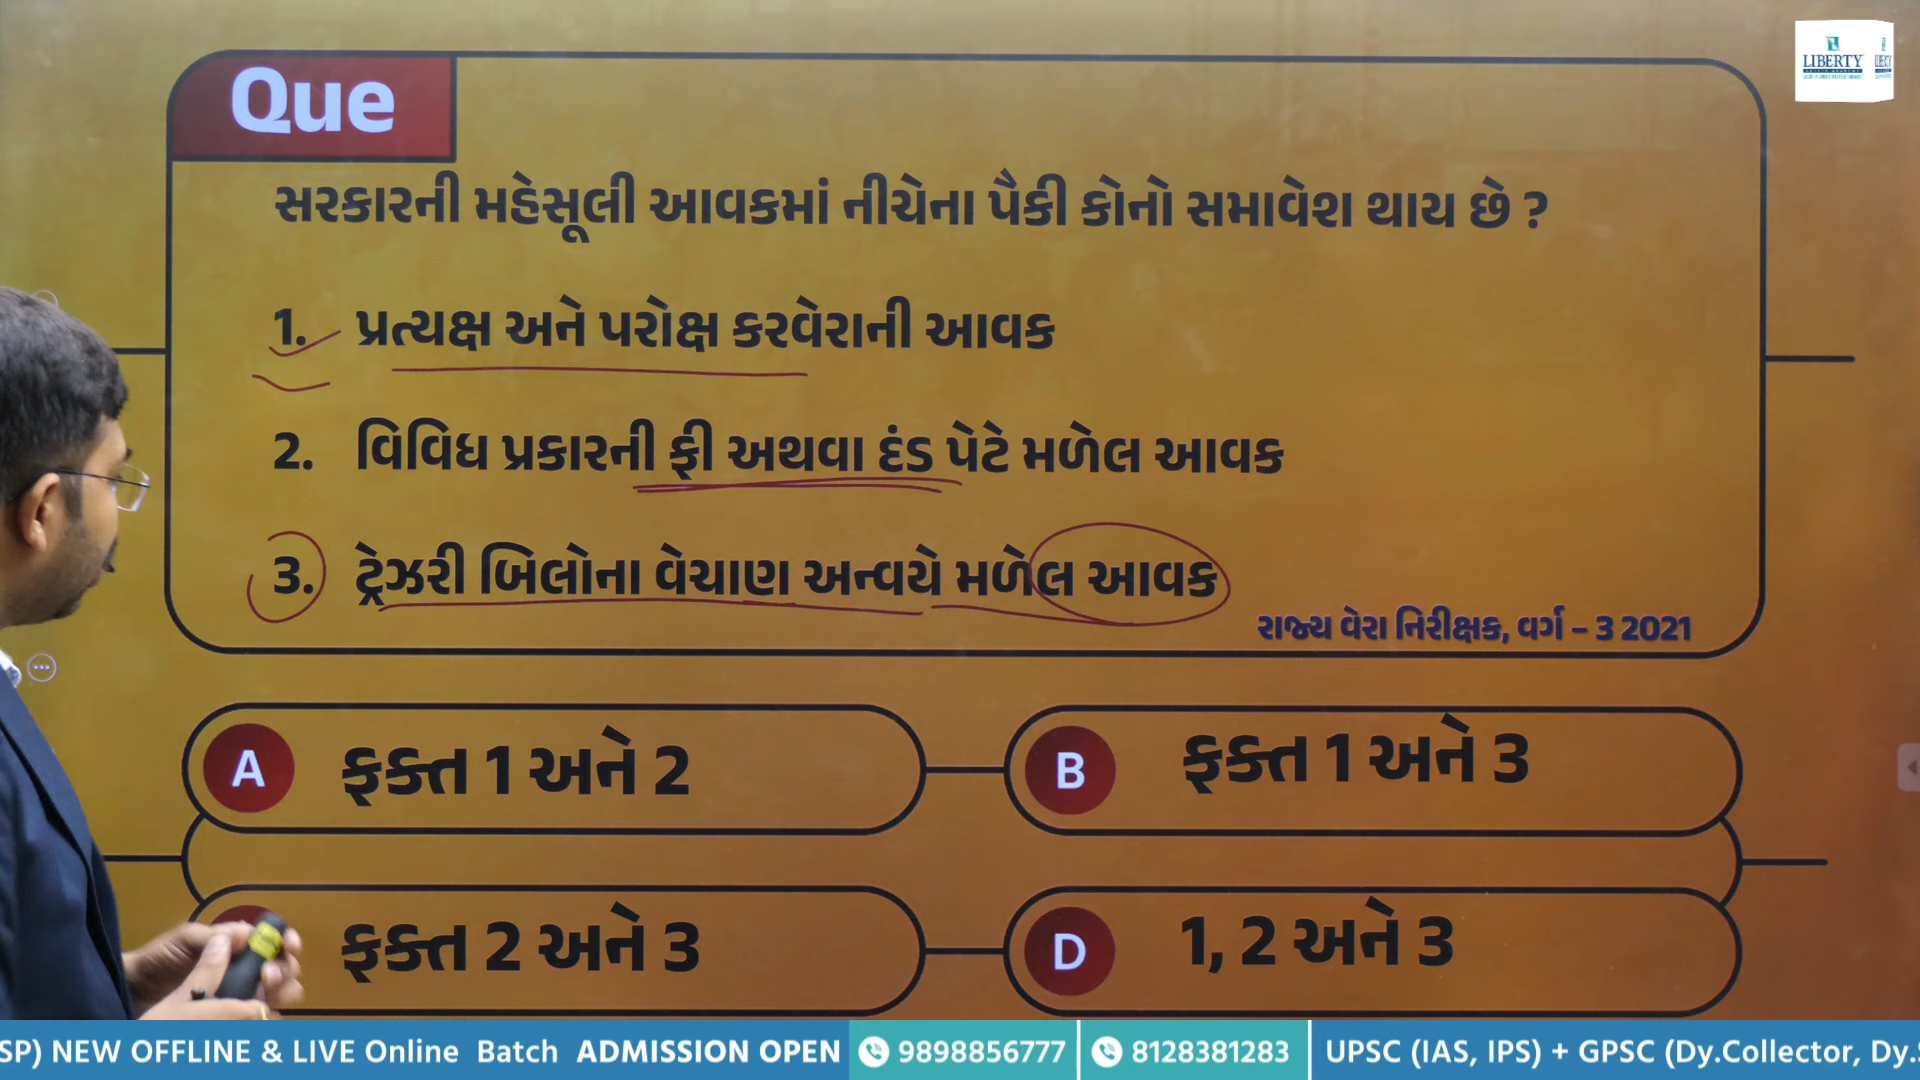 LIBERTY
Que
સરકારની મહેસૂલી આવકમાં નીચેના પૈકી કોનો સમાવેશ થાય છે ?
1. પ્રત્યક્ષ અને પરોક્ષ કરવેરાની આવક
2. વિવિધ પ્રકારની ફી અથવા દંડ પેટે મળેલ આવક
3. ટ્રેઝરી બિલોના વેચાણ અન્વયે મળેલ આવક
રાજ્ય વેરા નિરીક્ષક, વર્ગ – 3 2021
A ફક્ત 1 અને 2
B ફક્ત 1 અને 3
ફક્ત 2 અને 3
D 1, 2 અને 3
SP) NEW OFFLINE & LIVE Online Batch ADMISSION OPEN 9898856777 8128381283 UPSC (IAS, IPS) + GPSC (Dy.Collector, Dy.S